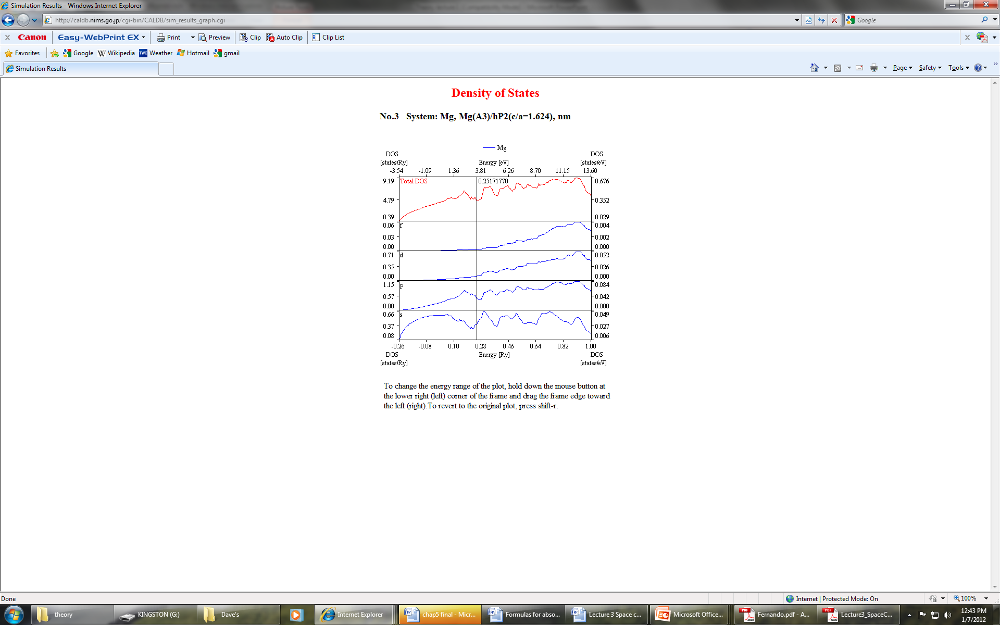 Simulation Results - Windows Internet Explorer
http://caldb.nims.go.jp/cgi-bin/CALDB/sim_results_graph.cgi
Google
x Canon Easy-WebPrint EX Print Preview Clip Auto Clip Clip List x
Favorites Google W Wikipedia TWC Weather Hotmail gmail
Simulation Results
Page Safety Tools
Density of States
No.3 System: Mg, Mg(A3)/hP2(c/a=1.624), nm
Mg
DOS DOS
[states/Ry] Energy [eV] [states/eV]
-3.54 -1.09 1.36 3.81 6.26 8.70 11.15 13.60
9.19 Total DOS 0.25171770 0.676
4.79 0.352
0.39 0.029
0.06 f 0.004
0.03 0.002
0.00 0.000
0.71 d 0.052
0.35 0.026
0.00 0.000
1.15 p 0.084
0.57 0.042
0.00 0.000
0.66 s 0.049
0.37 0.027
0.08 0.006
-0.26 -0.08 0.10 0.28 0.46 0.64 0.82 1.00
DOS Energy [Ry] DOS
[states/Ry] [states/eV]
To change the energy range of the plot, hold down the mouse button at
the lower right (left) corner of the frame and drag the frame edge toward
the left (right).To revert to the original plot, press shift-r.
Done Internet | Protected Mode: On 100%
theory KINGSTON (G:) Dave's Internet Explorer chap5 final - Micr... Formulas for abso... Lecture 3 Space c... Microsoft Office... Fernando.pdf - A... Lecture3_SpaceC... 12:43 PM
1/7/2012